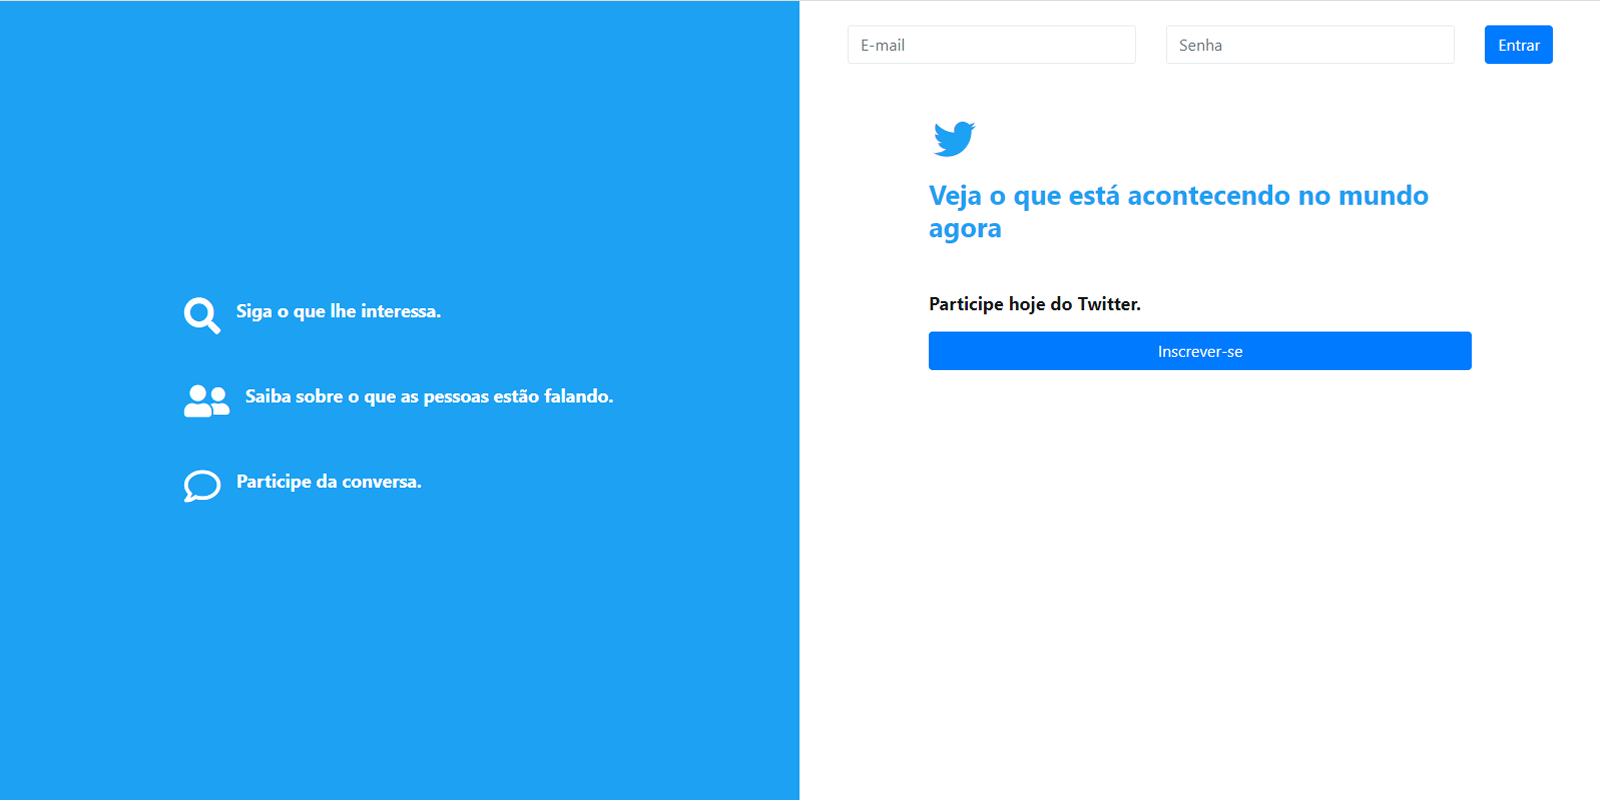 Siga o que lhe interessa.
Saiba sobre o que as pessoas estão falando.
Participe da conversa.
E-mail
Senha
Entrar
Veja o que está acontecendo no mundo
agora
Participe hoje do Twitter.
Inscrever-se